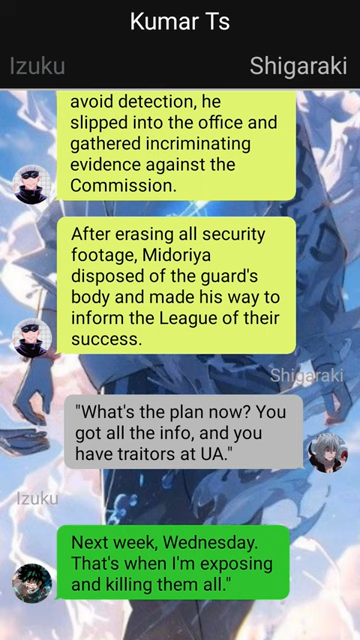 Kumar Ts
Izuku
Shigaraki
avoid detection, he
slipped into the office and
gathered incriminating
evidence against the
Commission.
After erasing all security
footage, Midoriya
disposed of the guard's
body and made his way to
inform the League of their
success.
Shigaraki
"What's the plan now? You
got all the info, and you
have traitors at UA."
Izuku
Next week, Wednesday.
That's when I'm exposing
and killing them all."